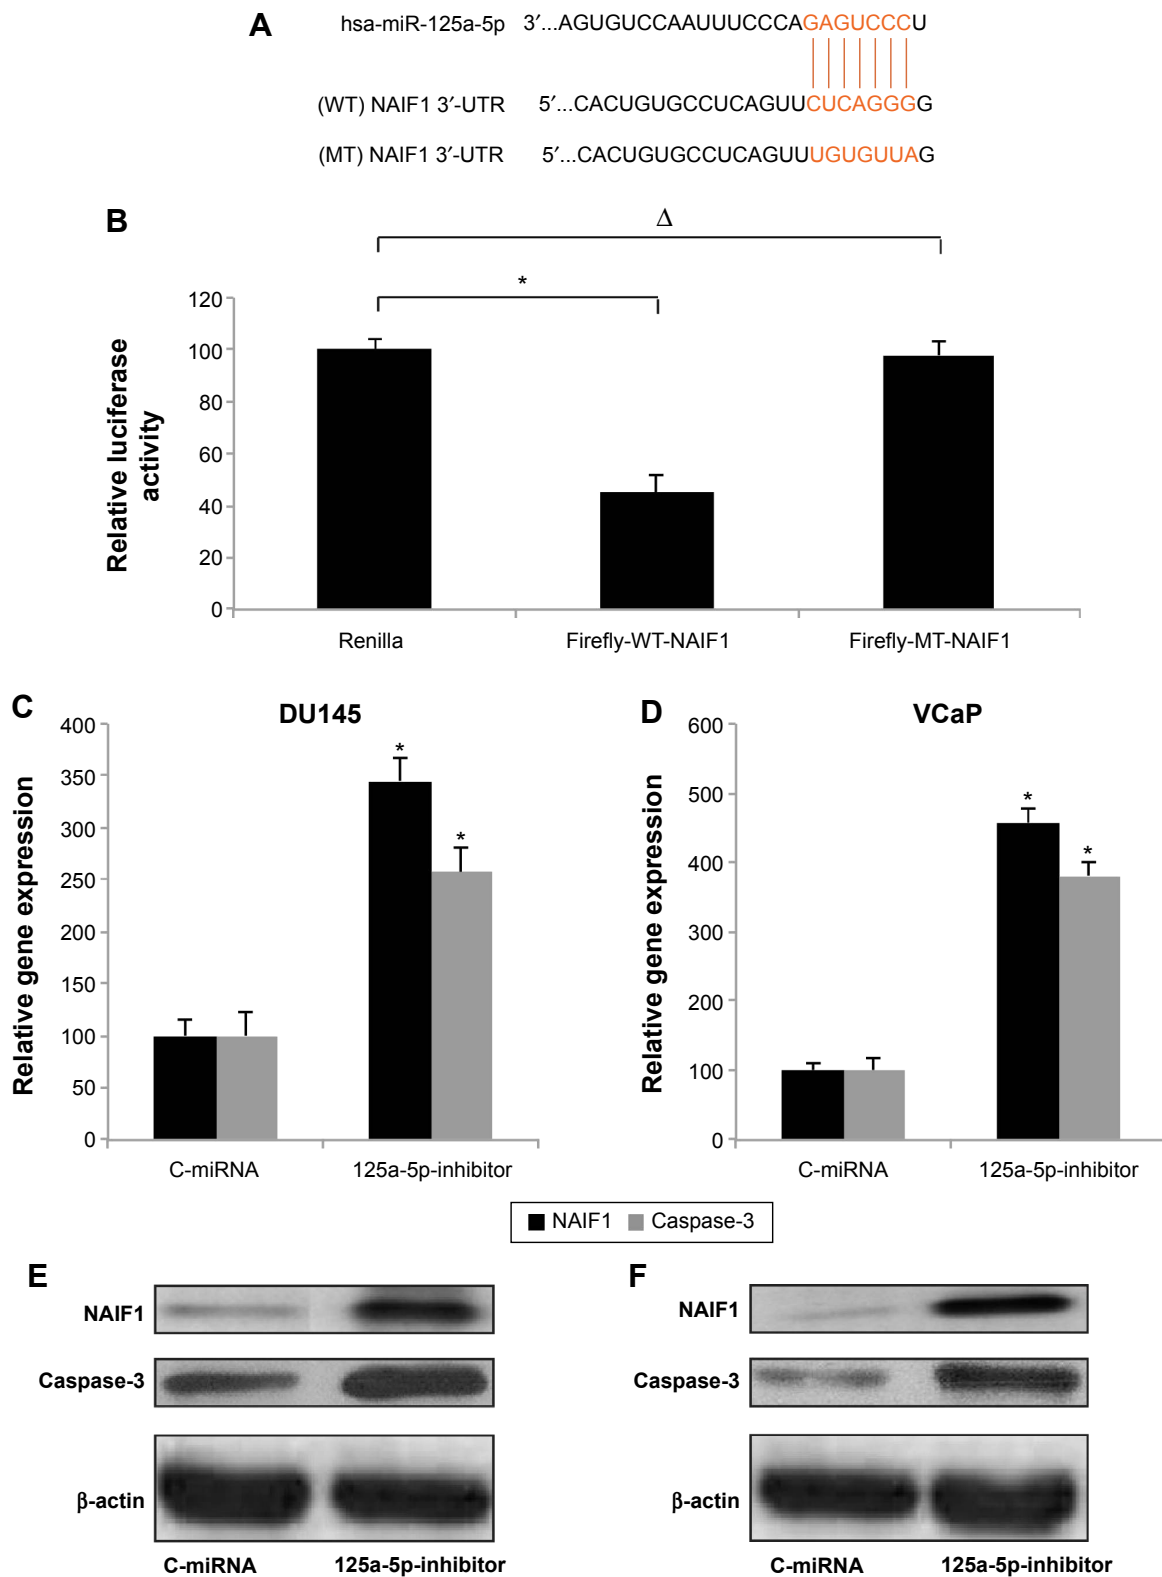 A
hsa-miR-125a-5p 3′...AGUGUCCAAUUUCCCAGAGUCCCU
(WT) NAIF1 3′-UTR 5′...CACUGUGCCUCAGUUCUCAGGGG
(MT) NAIF1 3′-UTR 5′...CACUGUGCCUCAGUUUGUGUUAG
B
Δ
*
Relative luciferase
activity
120
100
80
60
40
20
0
Renilla Firefly-WT-NAIF1 Firefly-MT-NAIF1
C
DU145
Relative gene expression
400
350
300
250
200
150
100
50
0
*
*
C-miRNA 125a-5p-inhibitor
D
VCaP
Relative gene expression
600
500
400
300
200
100
0
*
*
C-miRNA 125a-5p-inhibitor
NAIF1 Caspase-3
E
NAIF1
Caspase-3
β-actin
C-miRNA 125a-5p-inhibitor
F
NAIF1
Caspase-3
β-actin
C-miRNA 125a-5p-inhibitor